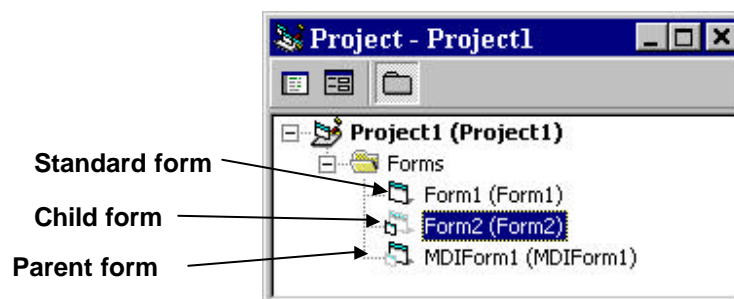 Project - Project1
Project1 (Project1)
Forms
Standard form
Form1 (Form1)
Child form
Form2 (Form2)
Parent form
MDIForm1 (MDIForm1)